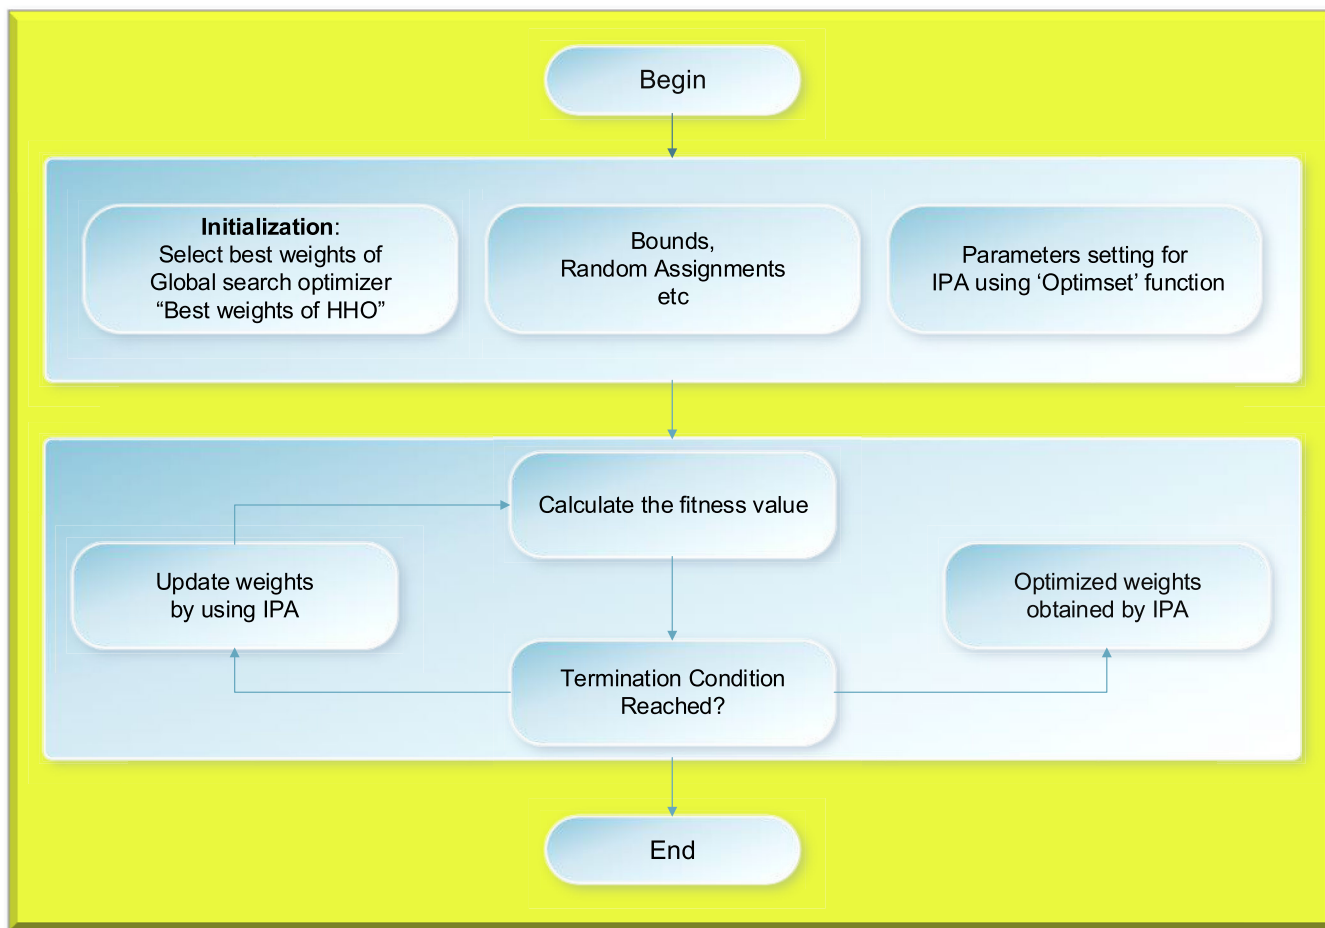 Begin
Initialization:
Select best weights of
Global search optimizer
“Best weights of HHO”
Bounds,
Random Assignments
etc
Parameters setting for
IPA using ‘Optimset’ function
Calculate the fitness value
Update weights
by using IPA
Optimized weights
obtained by IPA
Termination Condition
Reached?
End